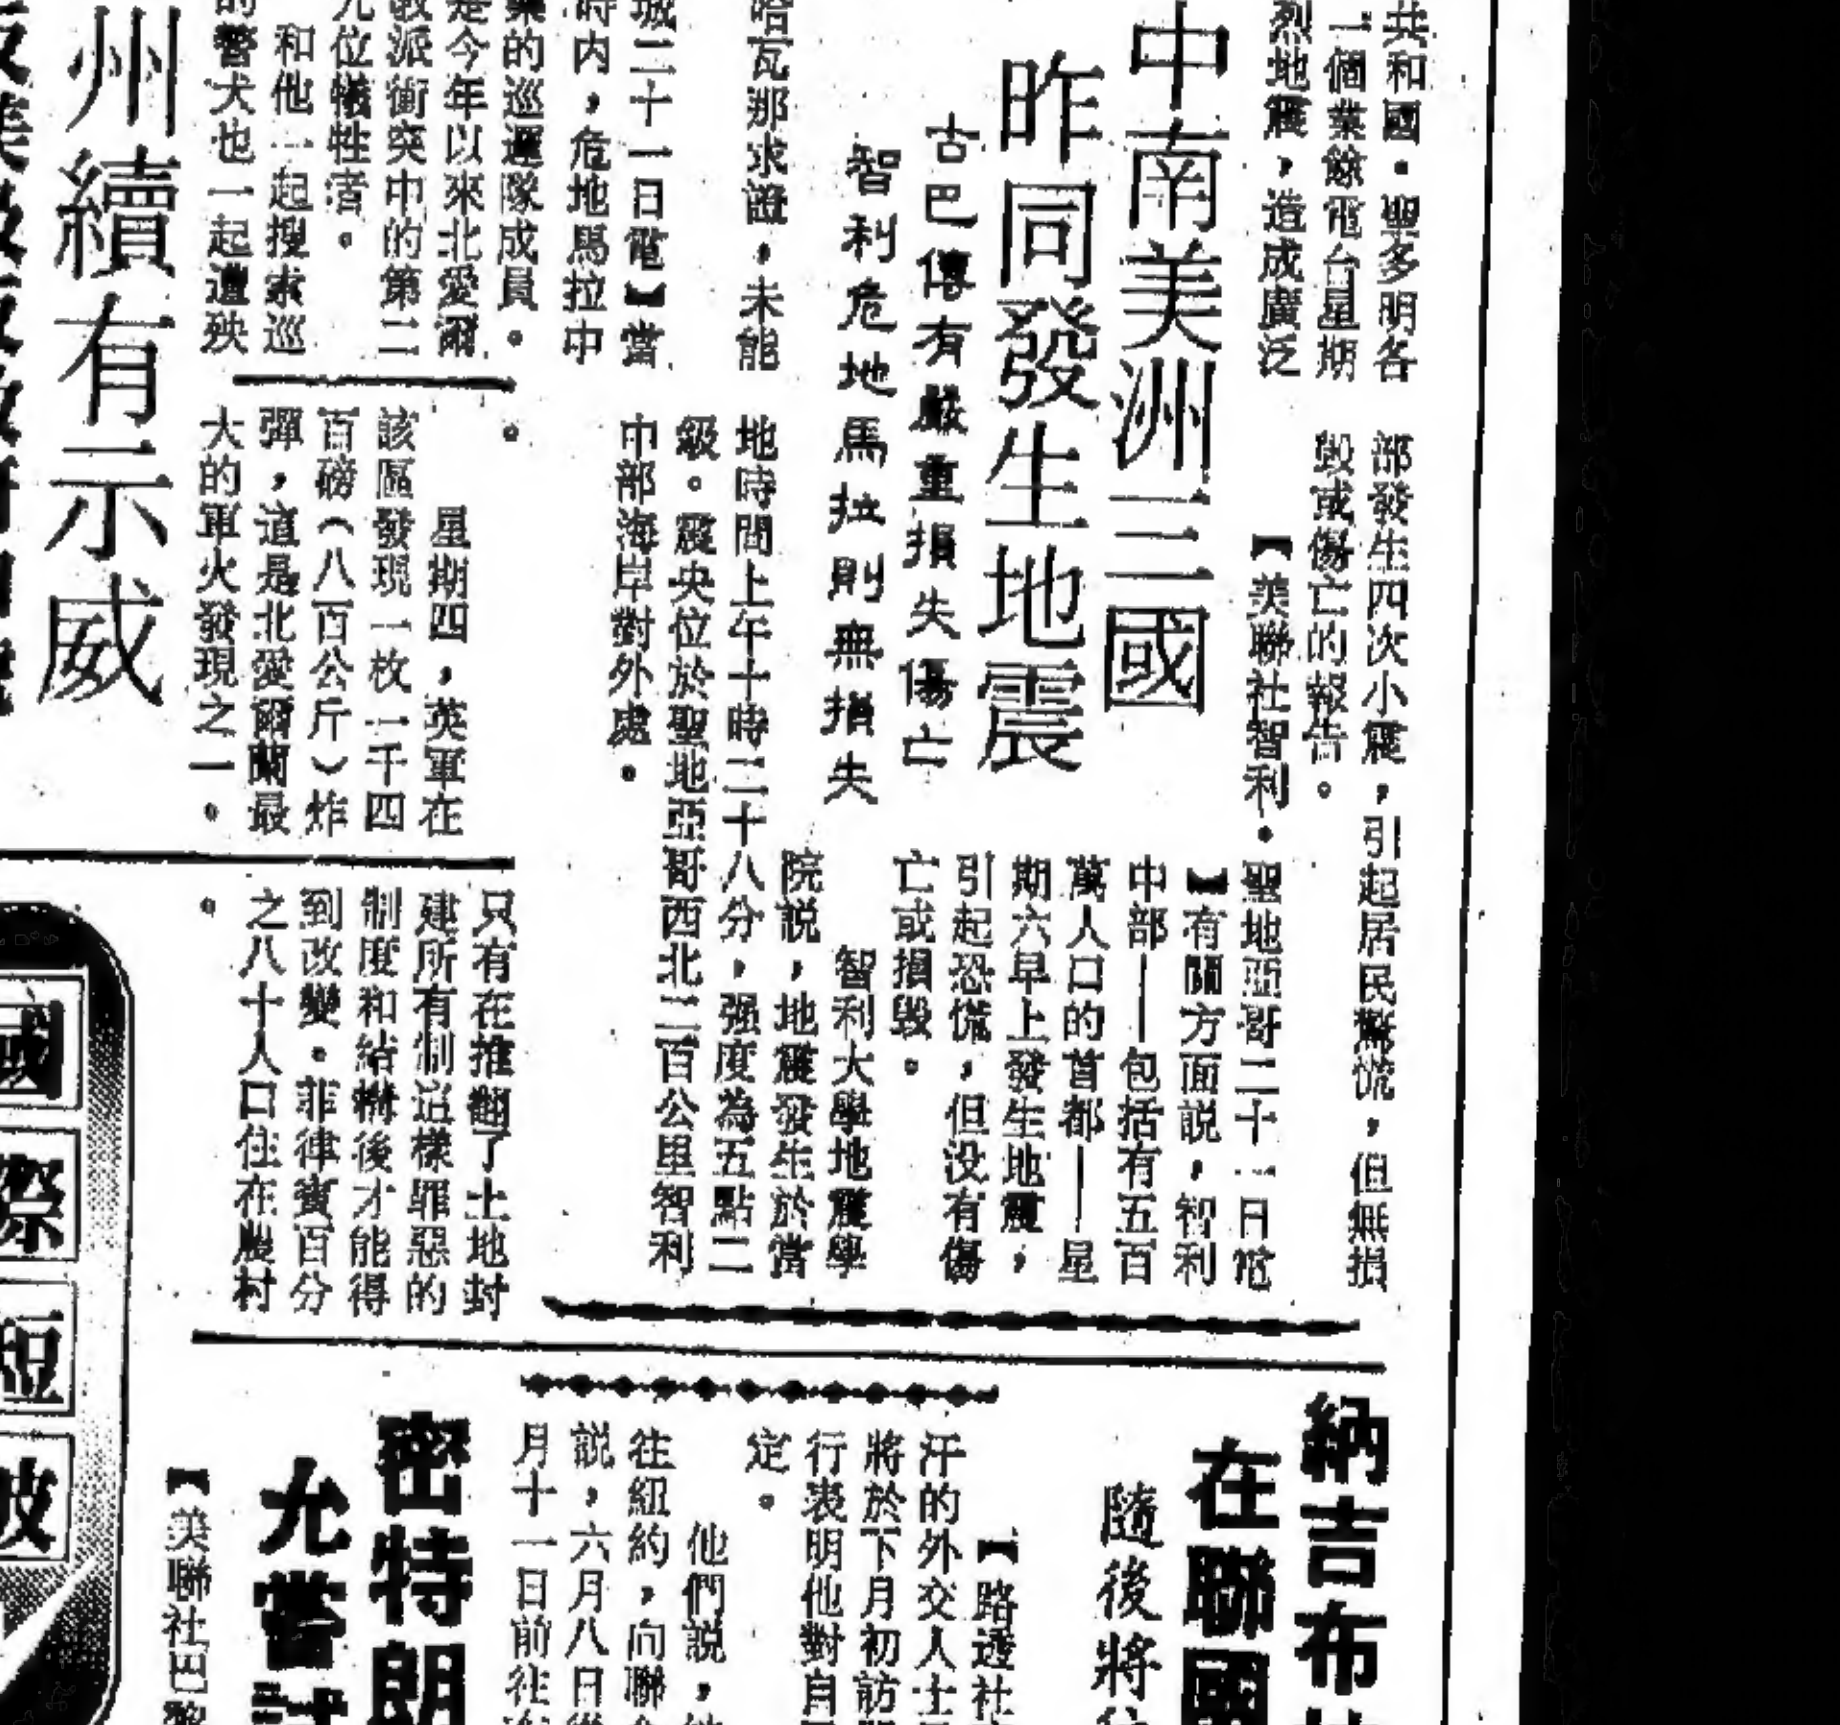 中南美洲三國
昨同發生地震
古巴傳有嚴重損失傷亡
智利危地馬拉則無損失
共和國·聖多明各
一個業餘電台星期
烈地震，造成廣泛
哈瓦那求證，未能
城二十一日電】當
時內，危地馬拉中
部發生四次小震，引起居民驚慌，但無損
毀或傷亡的報告。
【美聯社智利·聖地亞哥二十一日電
】有關方面説，智利
中部——包括有五百
萬人口的首都——星
期六早上發生地震，
引起恐慌，但没有傷
亡或損毀。
智利大學地震學
院説，地震發生於當
地時間上午十時二十八分，强度為五點二
級。震央位於聖地亞哥西北三百公里智利
中部海岸對外處。
的巡邏隊成員。
是今年以來北愛爾
教派衝突中的第二
九位犧牲者。
和他一起搜索巡
的警犬也一起遭殃
。
星期四，英軍在
該區發現一枚一千四
百磅（八百公斤）炸
彈，這是北愛爾蘭最
大的軍火發現之一。
州續有示威
只有在推翻了土地封
建所有制這樣罪惡的
制度和結構後才能得
到改變。菲律賓百分
之八十人口住在農村
。
國際短波
納吉布
在聯國
隨後將
【路透社
汗的外交人士
將於下月初訪
行表明他對自
定。
他們説，
往紐約，向聯
説，六月八日
月十一日前往
密特朗
允嘗試
【美聯社巴黎